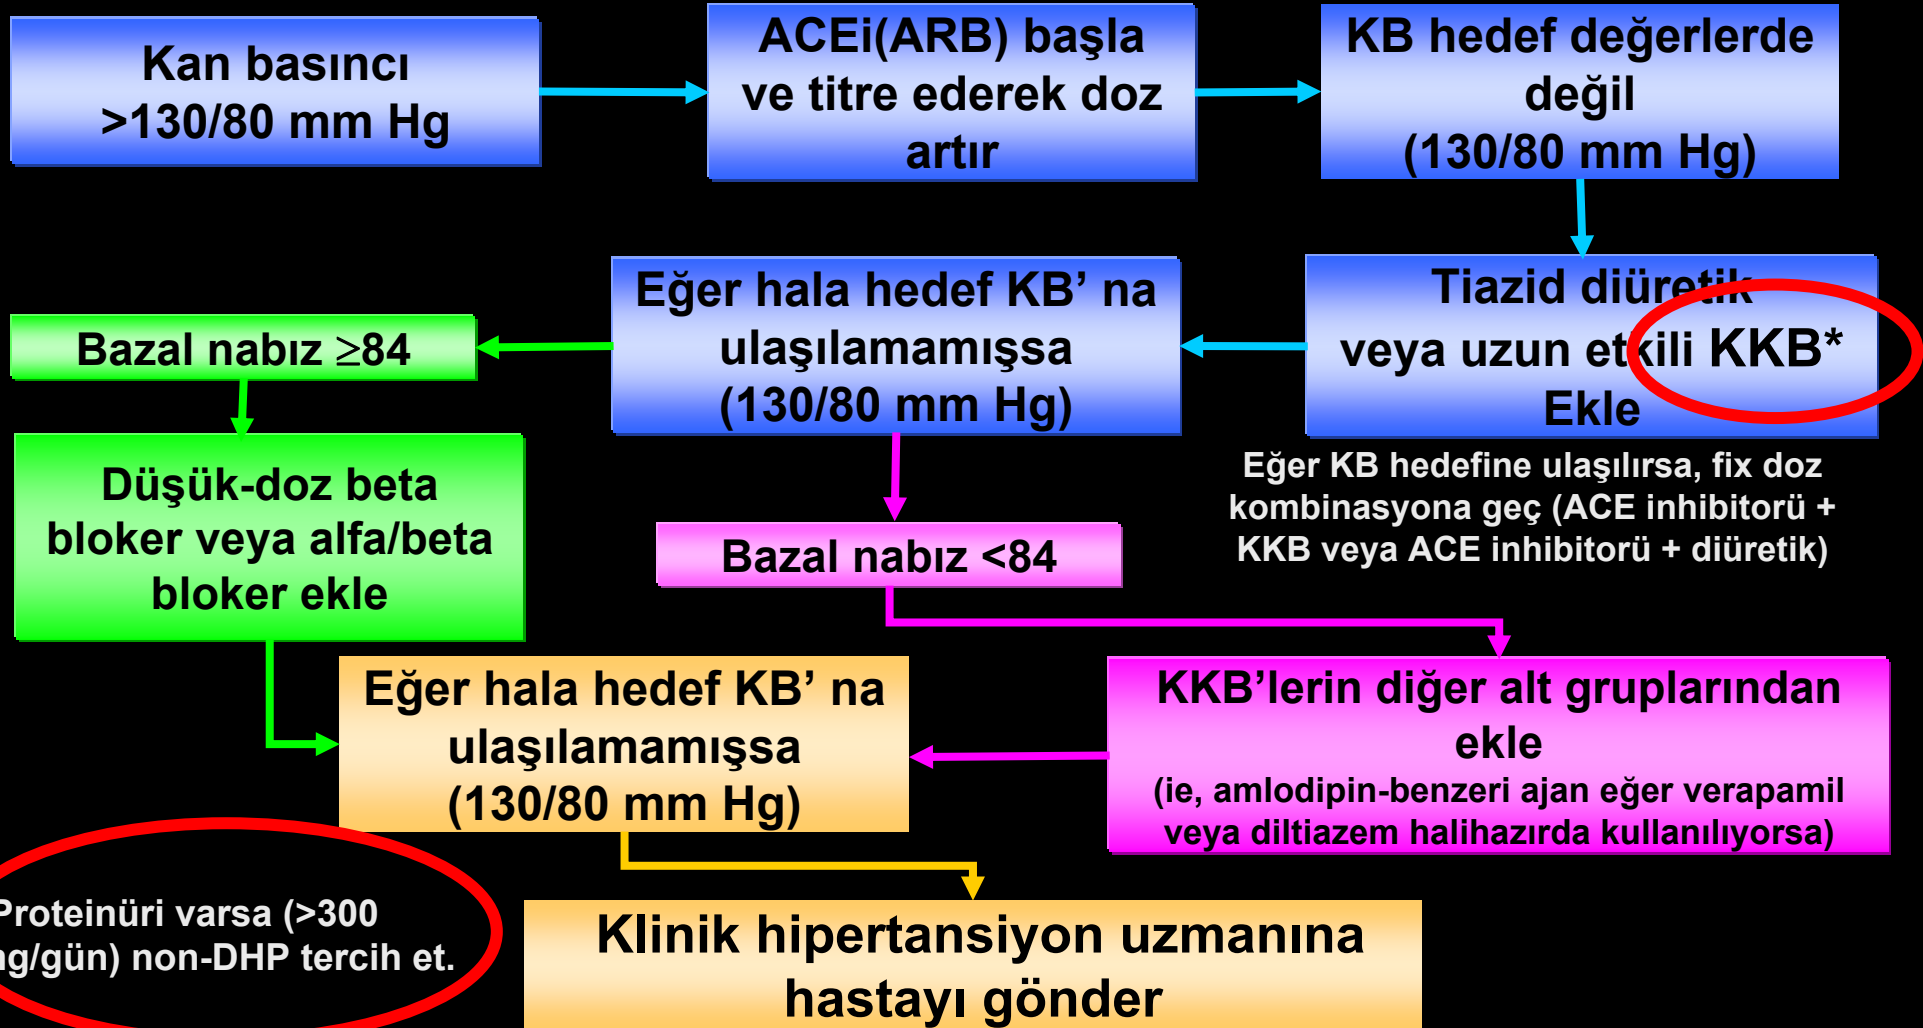 Kan basıncı
>130/80 mm Hg
ACEi(ARB) başla
ve titre ederek doz
artır
KB hedef değerlerde
değil
(130/80 mm Hg)
Tiazid diüretik
veya uzun etkili KKB*
Ekle
Eğer KB hedefine ulaşılırsa, fix doz
kombinasyona geç (ACE inhibitorü +
KKB veya ACE inhibitorü + diüretik)
Eğer hala hedef KB’ na
ulaşılamamışsa
(130/80 mm Hg)
Bazal nabız ≥84
Düşük-doz beta
bloker veya alfa/beta
bloker ekle
Bazal nabız <84
KKB’lerin diğer alt gruplarından
ekle
(ie, amlodipin-benzeri ajan eğer verapamil
veya diltiazem halihazırda kullanılıyorsa)
Eğer hala hedef KB’ na
ulaşılamamışsa
(130/80 mm Hg)
Proteinüri varsa (>300
mg/gün) non-DHP tercih et.
Klinik hipertansiyon uzmanına
hastayı gönder